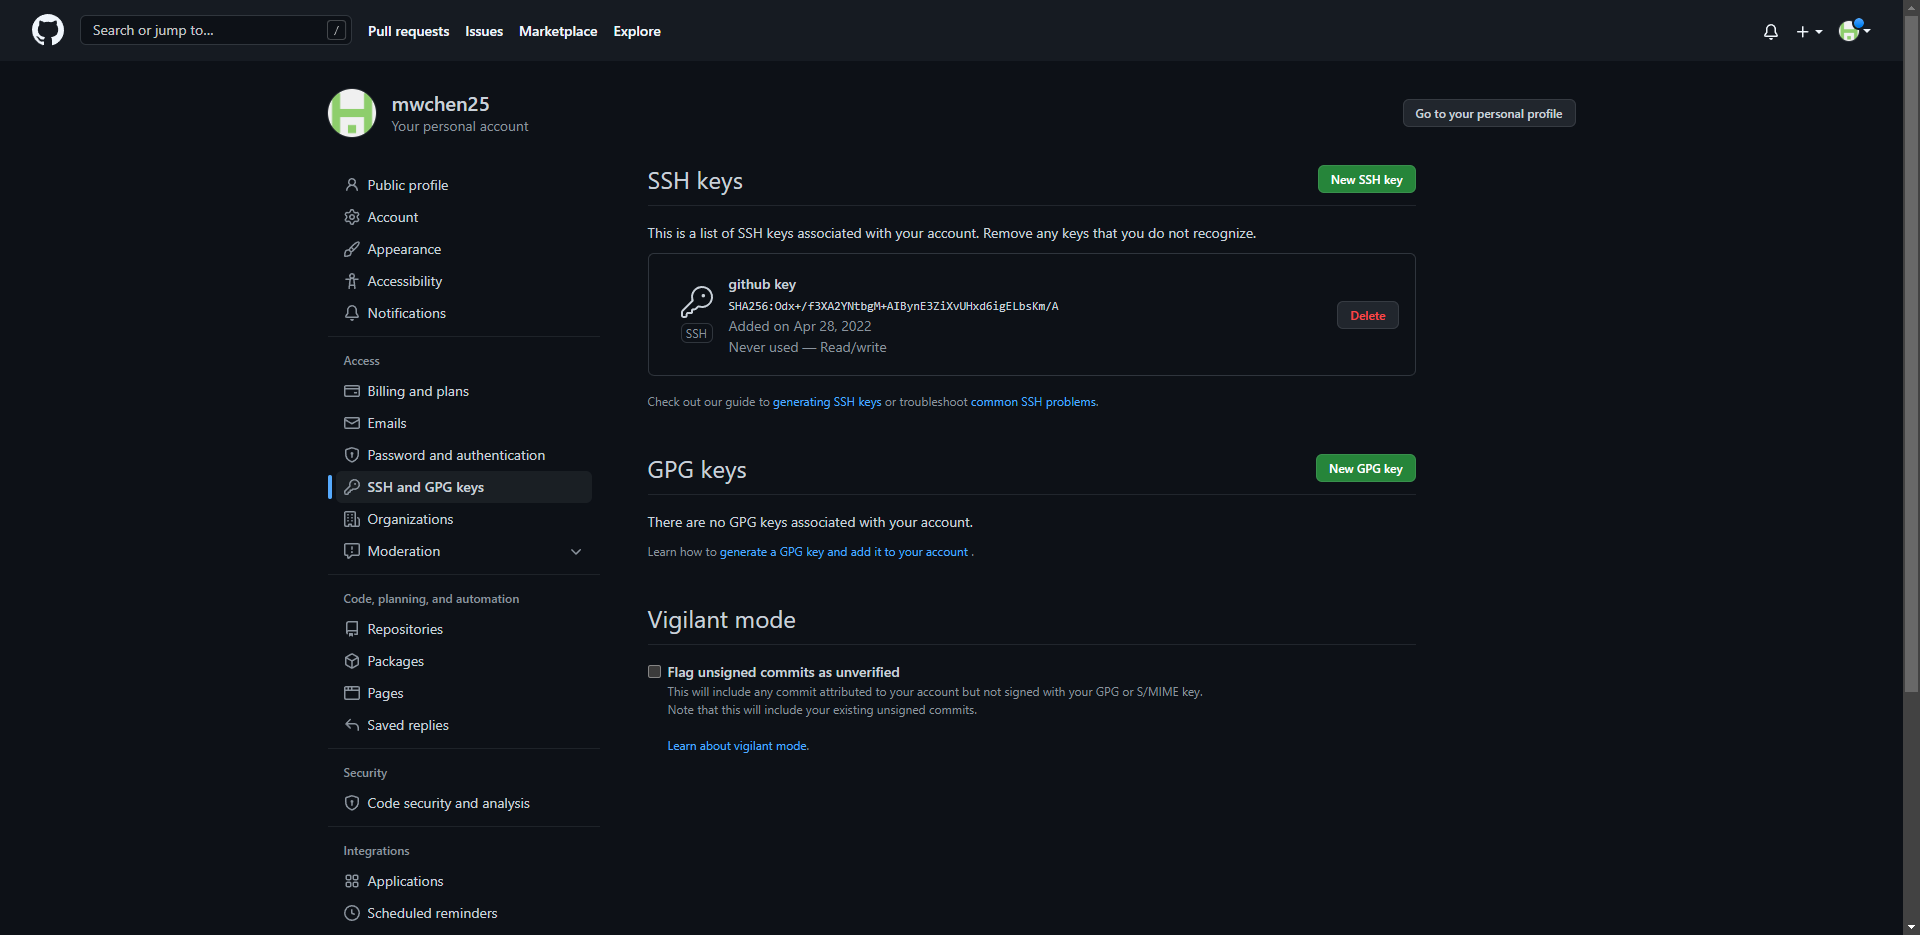 Search or jump to...
/
Pull requests
Issues
Marketplace
Explore
mwchen25
Your personal account
Go to your personal profile
Public profile
Account
Appearance
Accessibility
Notifications
Access
Billing and plans
Emails
Password and authentication
SSH and GPG keys
Organizations
Moderation
Code, planning, and automation
Repositories
Packages
Pages
Saved replies
Security
Code security and analysis
Integrations
Applications
Scheduled reminders
SSH keys
New SSH key
This is a list of SSH keys associated with your account. Remove any keys that you do not recognize.
github key
SHA256:Odx+/f3XA2YNtbgM+AIBynE3ZiXvUHxd6igELbsKm/A
SSH
Added on Apr 28, 2022
Never used — Read/write
Delete
Check out our guide to generating SSH keys or troubleshoot common SSH problems.
GPG keys
New GPG key
There are no GPG keys associated with your account.
Learn how to generate a GPG key and add it to your account .
Vigilant mode
Flag unsigned commits as unverified
This will include any commit attributed to your account but not signed with your GPG or S/MIME key.
Note that this will include your existing unsigned commits.
Learn about vigilant mode.